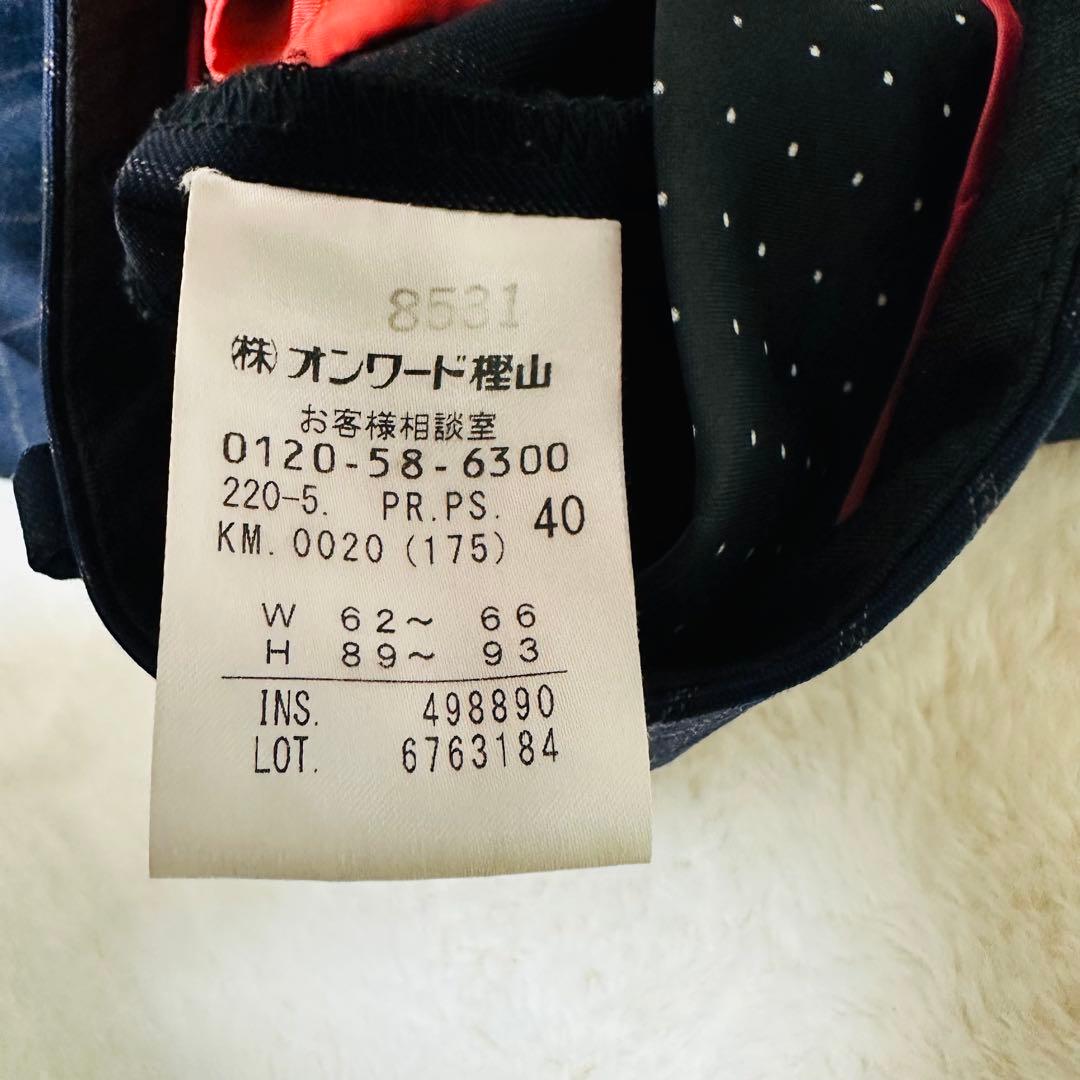 8531
(株)オンワード樫山
お客様相談室
0120-58-6300
220-5. PR.PS. 40
KM. 0020 (175)
W 62~ 66
H 89~ 93
INS. 498890
LOT. 6763184